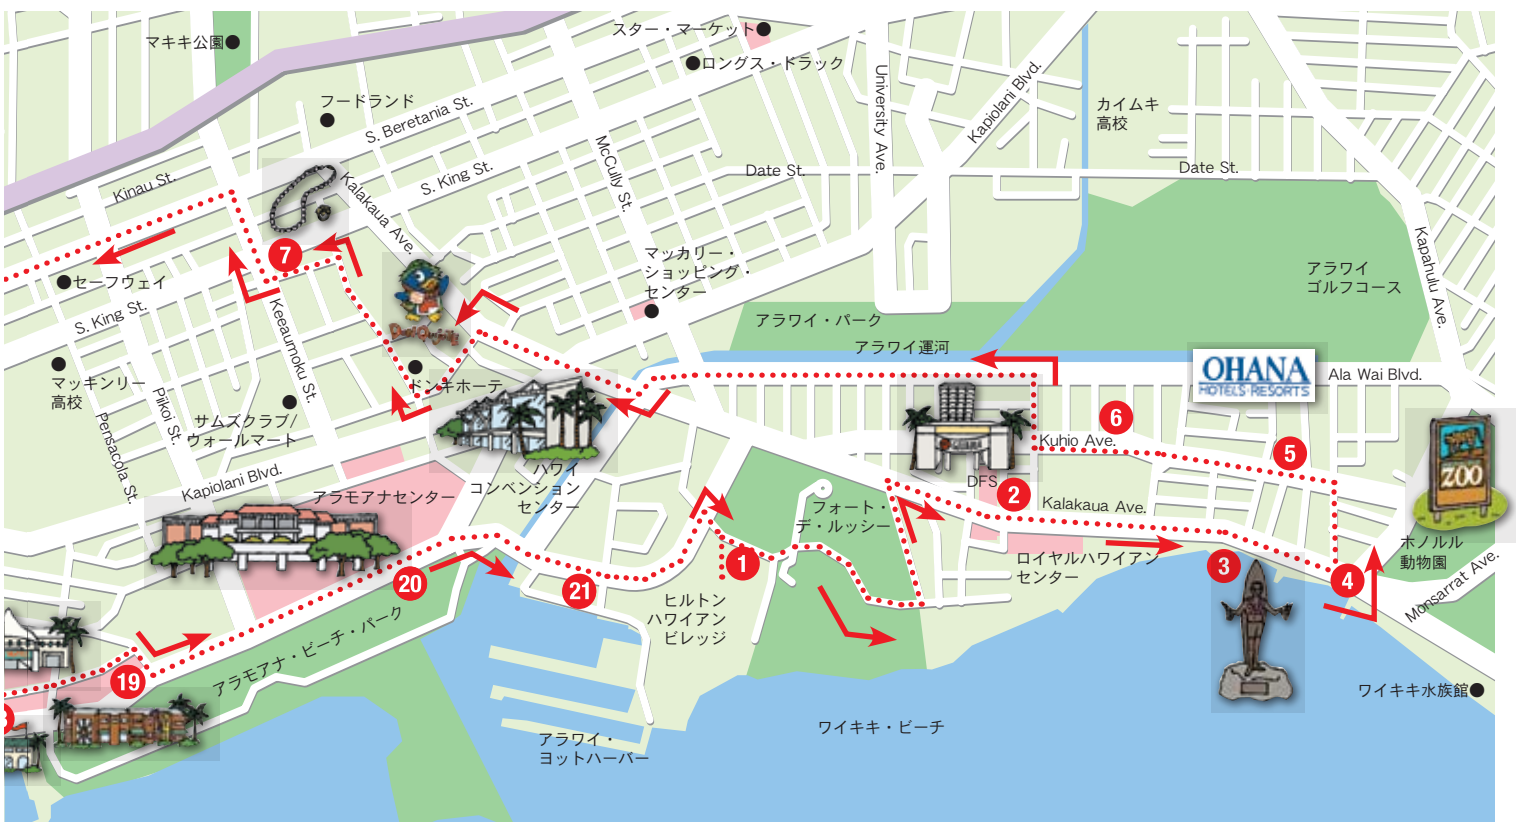 マキキ公園
スター・マーケット
ロングス・ドラック
フードランド
S. Beretania St.
University Ave.
Kapiolani Blvd.
カイムキ
高校
Kinau St.
Kalakaua Ave.
S. King St.
McCully St.
Date St.
Date St.
7
セーフウェイ
S. King St.
マッカリー・
ショッピング・
センター
アラワイ
ゴルフコース
Kapahulu Ave.
アラワイ・パーク
アラワイ運河
OHANA
HOTELS·RESORTS
Ala Wai Blvd.
マッキンリー
高校
Piikoi St.
Pensacola St.
Keeaumoku St.
サムズクラブ/
ウォールマート
ドンキホーテ
Kapiolani Blvd.
アラモアナセンター
ハワイ
コンベンション
センター
6
Kuhio Ave.
5
DFS
2
Kalakaua Ave.
ZOO
ホノルル
動物園
フォート・
デ・ルッシー
1
ロイヤルハワイアン
センター
3
4
Monsarrat Ave.
20
21
ヒルトン
ハワイアン
ビレッジ
アラモアナ・ビーチ・パーク
19
ワイキキ水族館
アラワイ・
ヨットハーバー
ワイキキ・ビーチ